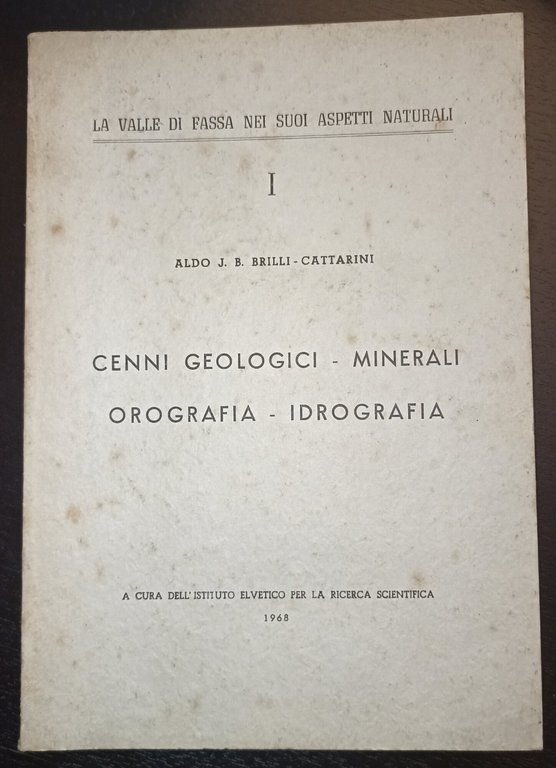 LA VALLE DI FASSA NEI SUOI ASPETTI NATURALI
I
ALDO J. B. BRILLI - CATTARINI
CENNI GEOLOGICI - MINERALI
OROGRAFIA - IDROGRAFIA
A CURA DELL'ISTITUTO ELVETICO PER LA RICERCA SCIENTIFICA
1968